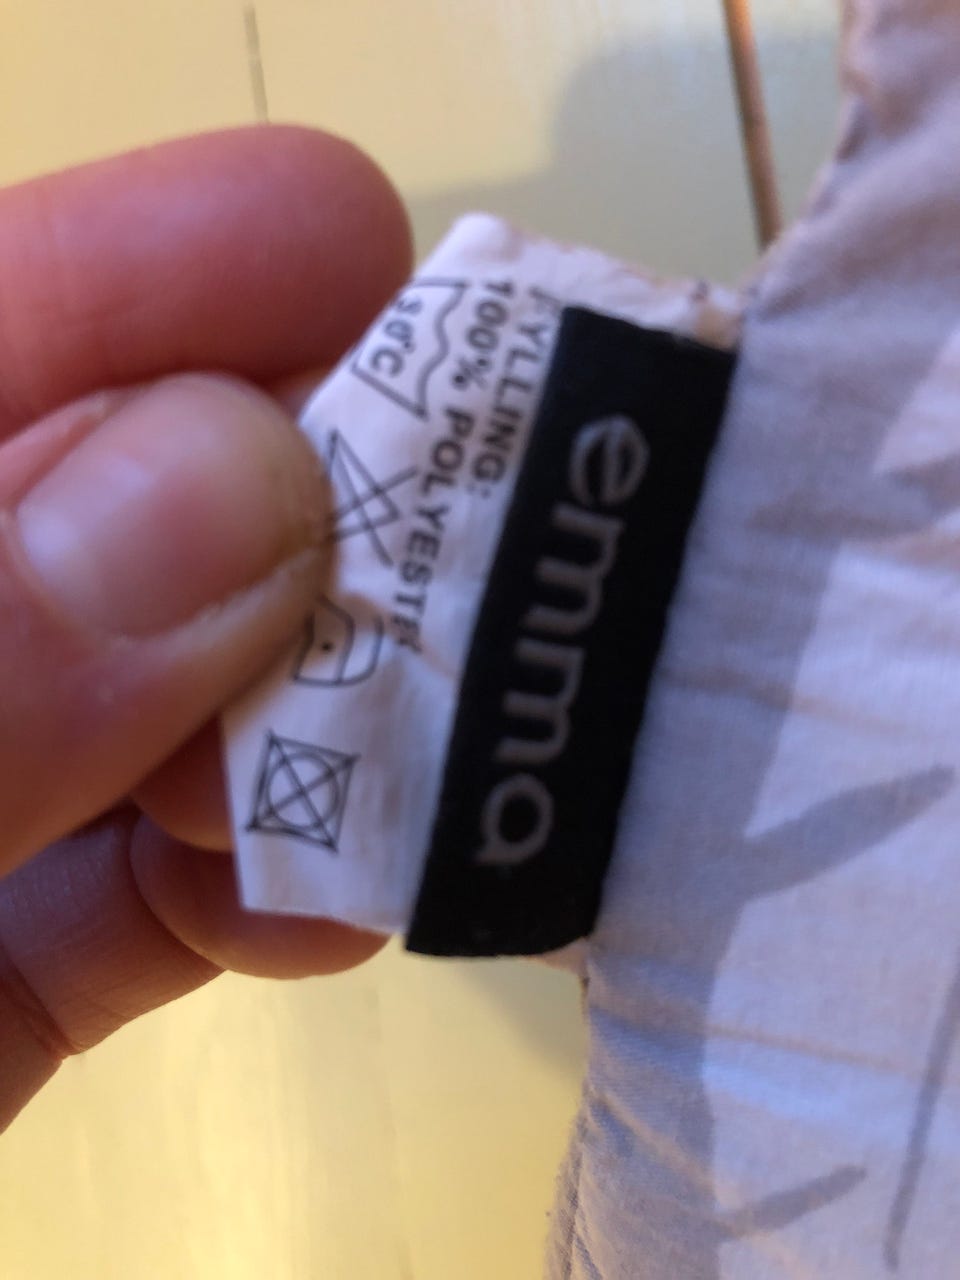 emma
FYLLING:
100% POLYESTER
30°C